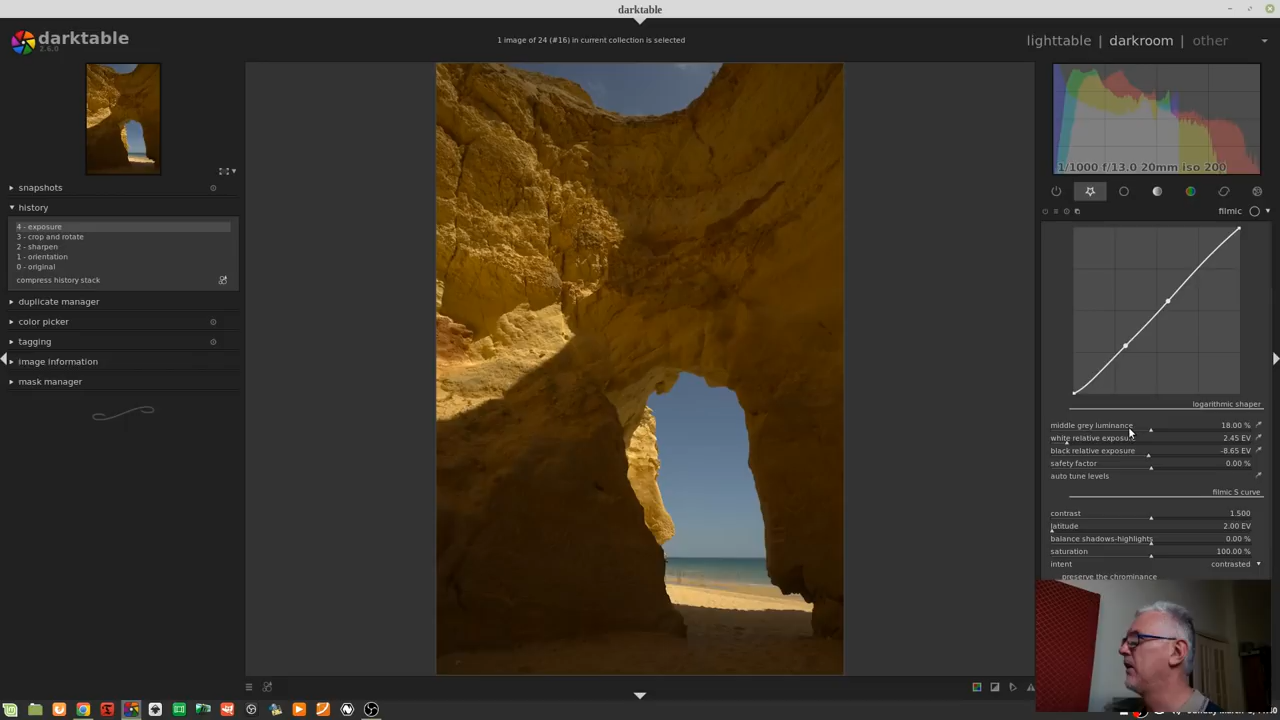 darktable
darktable
2.6.0
1 image of 24 (#16) in current collection is selected
lighttable | darkroom | other
1/1000 f/13.0 20mm iso 200
snapshots
history
4 - exposure
3 - crop and rotate
2 - sharpen
1 - orientation
0 - original
compress history stack
duplicate manager
color picker
tagging
image information
mask manager
filmic
logarithmic shaper
middle grey luminance 18.00 %
white relative exposure 2.45 EV
black relative exposure -8.65 EV
safety factor 0.00 %
auto tune levels
filmic S curve
contrast 1.500
latitude 2.00 EV
balance shadows-highlights 0.00 %
saturation 100.00 %
intent contrasted
preserve the chrominance